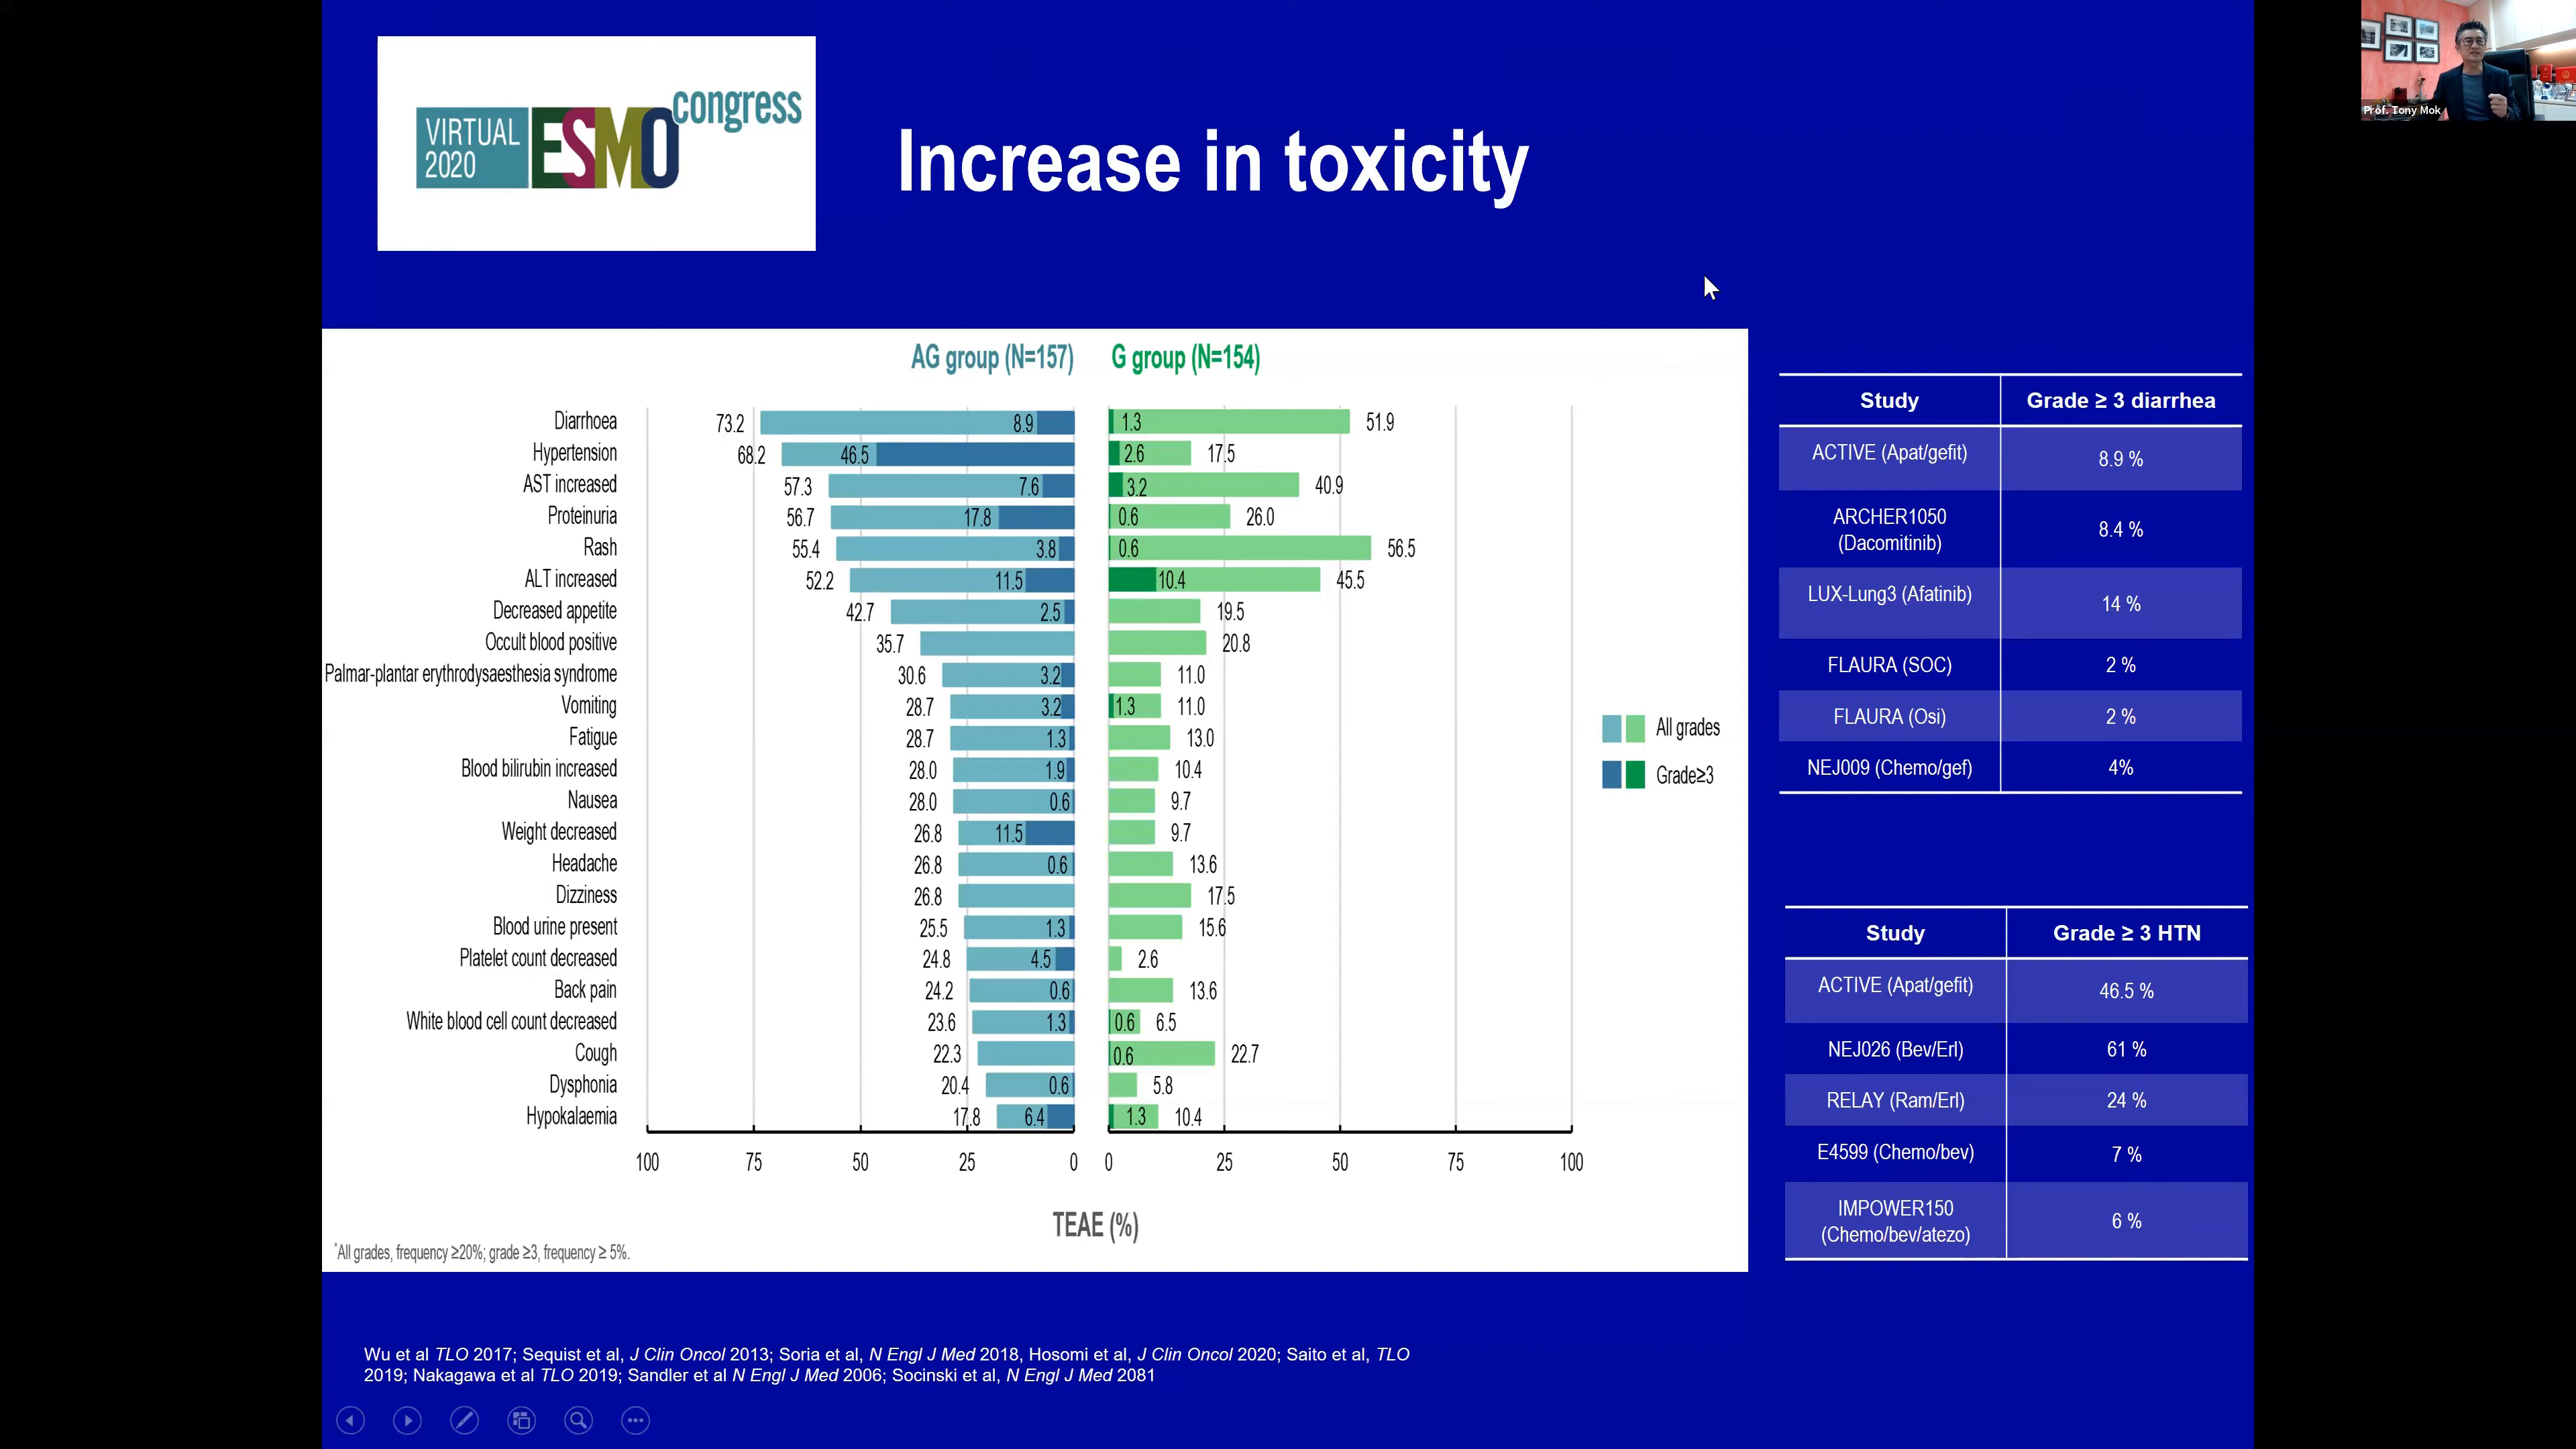 VIRTUAL
2020
ESMO
congress
Increase in toxicity
Prof. Tony Mok
AG group (N=157)
G group (N=154)
Diarrhoea 73.2 8.9 1.3 51.9
Hypertension 68.2 46.5 2.6 17.5
AST increased 57.3 7.6 3.2 40.9
Proteinuria 56.7 17.8 0.6 26.0
Rash 55.4 3.8 0.6 56.5
ALT increased 52.2 11.5 10.4 45.5
Decreased appetite 42.7 2.5 19.5
Occult blood positive 35.7 20.8
Palmar-plantar erythrodysaesthesia syndrome 30.6 3.2 11.0
Vomiting 28.7 3.2 1.3 11.0
Fatigue 28.7 1.3 13.0
Blood bilirubin increased 28.0 1.9 10.4
Nausea 28.0 0.6 9.7
Weight decreased 26.8 11.5 9.7
Headache 26.8 0.6 13.6
Dizziness 26.8 17.5
Blood urine present 25.5 1.3 15.6
Platelet count decreased 24.8 4.5 2.6
Back pain 24.2 0.6 13.6
White blood cell count decreased 23.6 1.3 0.6 6.5
Cough 22.3 0.6 22.7
Dysphonia 20.4 0.6 5.8
Hypokalaemia 17.8 6.4 1.3 10.4
100 75 50 25 0 0 25 50 75 100
TEAE (%)
All grades
Grade≥3
*All grades, frequency ≥20%; grade ≥3, frequency ≥ 5%.
Study Grade ≥ 3 diarrhea
ACTIVE (Apat/gefit) 8.9 %
ARCHER1050
(Dacomitinib) 8.4 %
LUX-Lung3 (Afatinib) 14 %
FLAURA (SOC) 2 %
FLAURA (Osi) 2 %
NEJ009 (Chemo/gef) 4%
Study Grade ≥ 3 HTN
ACTIVE (Apat/gefit) 46.5 %
NEJ026 (Bev/Erl) 61 %
RELAY (Ram/Erl) 24 %
E4599 (Chemo/bev) 7 %
IMPOWER150
(Chemo/bev/atezo) 6 %
Wu et al TLO 2017; Sequist et al, J Clin Oncol 2013; Soria et al, N Engl J Med 2018, Hosomi et al, J Clin Oncol 2020; Saito et al, TLO
2019; Nakagawa et al TLO 2019; Sandler et al N Engl J Med 2006; Socinski et al, N Engl J Med 2081